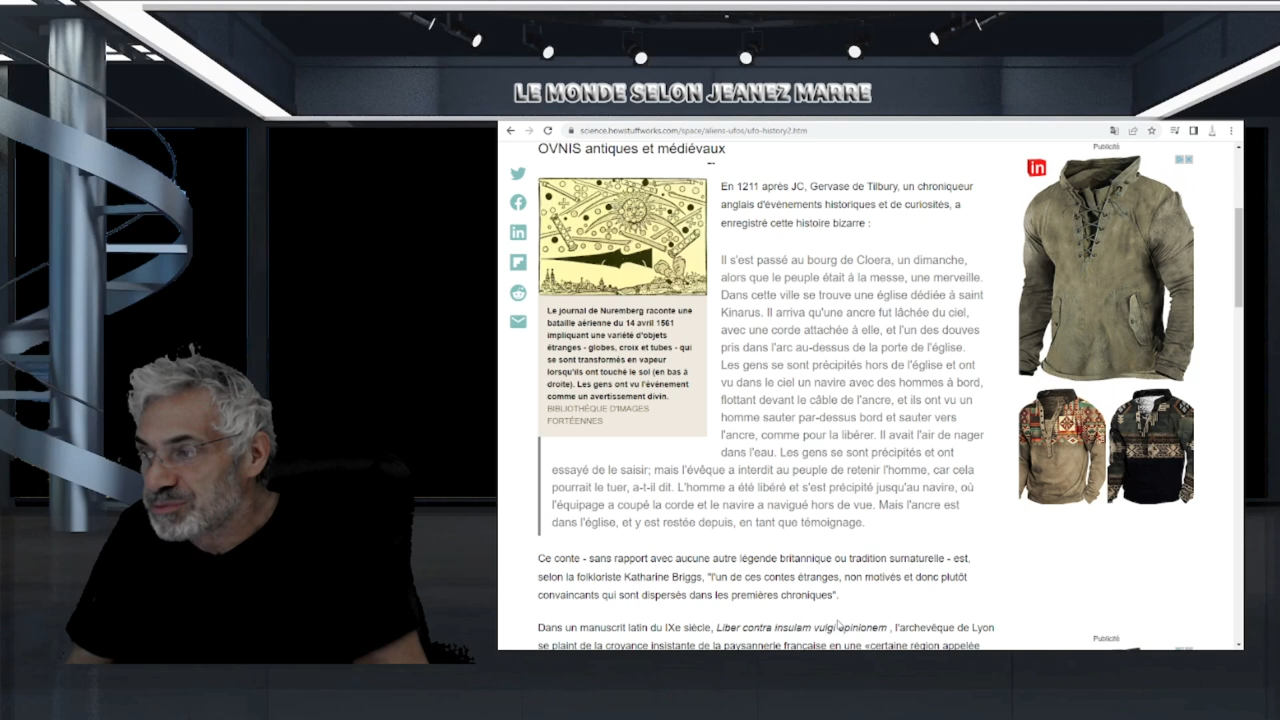 LE MONDE SELON JEANEZ MARRE
science.howstuffworks.com/space/aliens-ufos/ufo-history2.htm
OVNIS antiques et médiévaux
Publicité
in
En 1211 après JC, Gervase de Tilbury, un chroniqueur
anglais d'événements historiques et de curiosités, a
enregistré cette histoire bizarre :
Il s'est passé au bourg de Cloera, un dimanche,
alors que le peuple était à la messe, une merveille.
Dans cette ville se trouve une église dédiée à saint
Kinarus. Il arriva qu'une ancre fut lâchée du ciel,
avec une corde attachée à elle, et l'un des douves
pris dans l'arc au-dessus de la porte de l'église.
Les gens se sont précipités hors de l'église et ont
vu dans le ciel un navire avec des hommes à bord,
flottant devant le câble de l'ancre, et ils ont vu un
homme sauter par-dessus bord et sauter vers
l'ancre, comme pour la libérer. Il avait l'air de nager
dans l'eau. Les gens se sont précipités et ont
essayé de le saisir; mais l'évêque a interdit au peuple de retenir l'homme, car cela
pourrait le tuer, a-t-il dit. L'homme a été libéré et s'est précipité jusqu'au navire, où
l'équipage a coupé la corde et le navire a navigué hors de vue. Mais l'ancre est
dans l'église, et y est restée depuis, en tant que témoignage.
Le journal de Nuremberg raconte une
bataille aérienne du 14 avril 1561
impliquant une variété d'objets
étranges - globes, croix et tubes - qui
se sont transformés en vapeur
lorsqu'ils ont touché le sol (en bas à
droite). Les gens ont vu l'événement
comme un avertissement divin.
BIBLIOTHÈQUE D'IMAGES
FORTÉENNES
Ce conte - sans rapport avec aucune autre légende britannique ou tradition surnaturelle - est,
selon la folkloriste Katharine Briggs, "l'un de ces contes étranges, non motivés et donc plutôt
convaincants qui sont dispersés dans les premières chroniques".
Dans un manuscrit latin du IXe siècle, Liber contra insulam vulgi opinionem , l'archevêque de Lyon
se plaint de la croyance insistante de la paysannerie française en une «certaine région appelée
Publicité